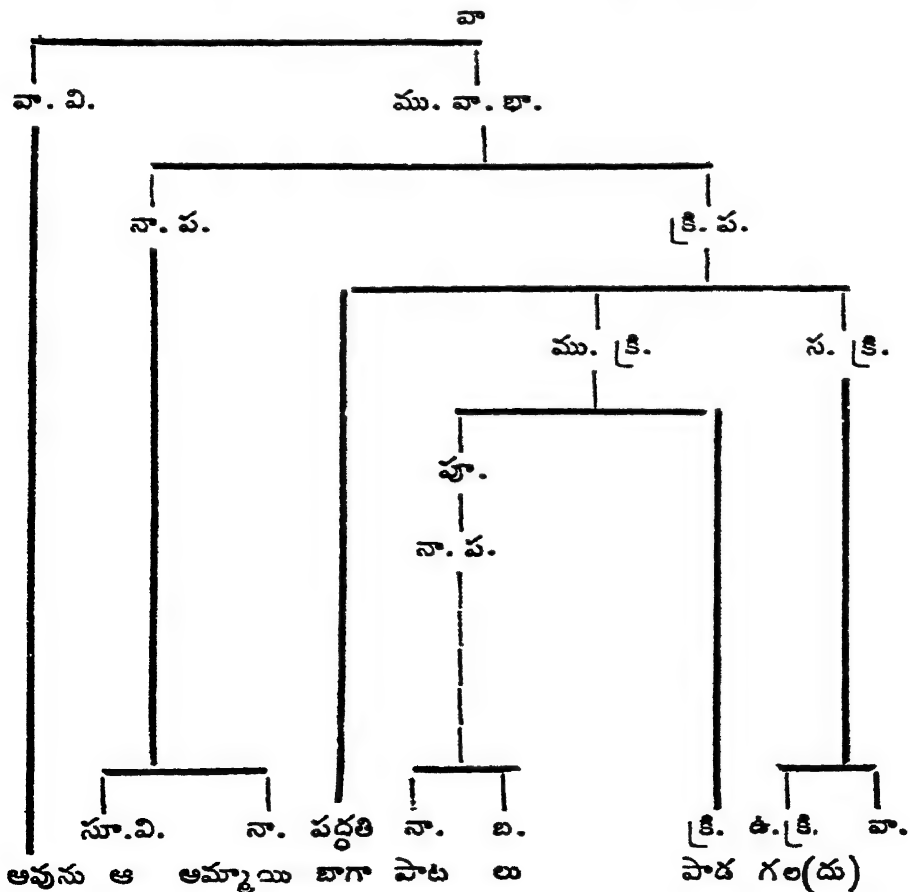 వా
వా. వి. ము. వా. భా.
నా. ప. క్రి. ప.
ము. క్రి. స. క్రి.
పూ.
నా. ప.
సూ.వి. నా. పద్ధతి నా. బ. క్రి. ఉ.క్రి. వా.
అవును ఆ అమ్మాయి బాగా పాట లు పాడ గల(దు)